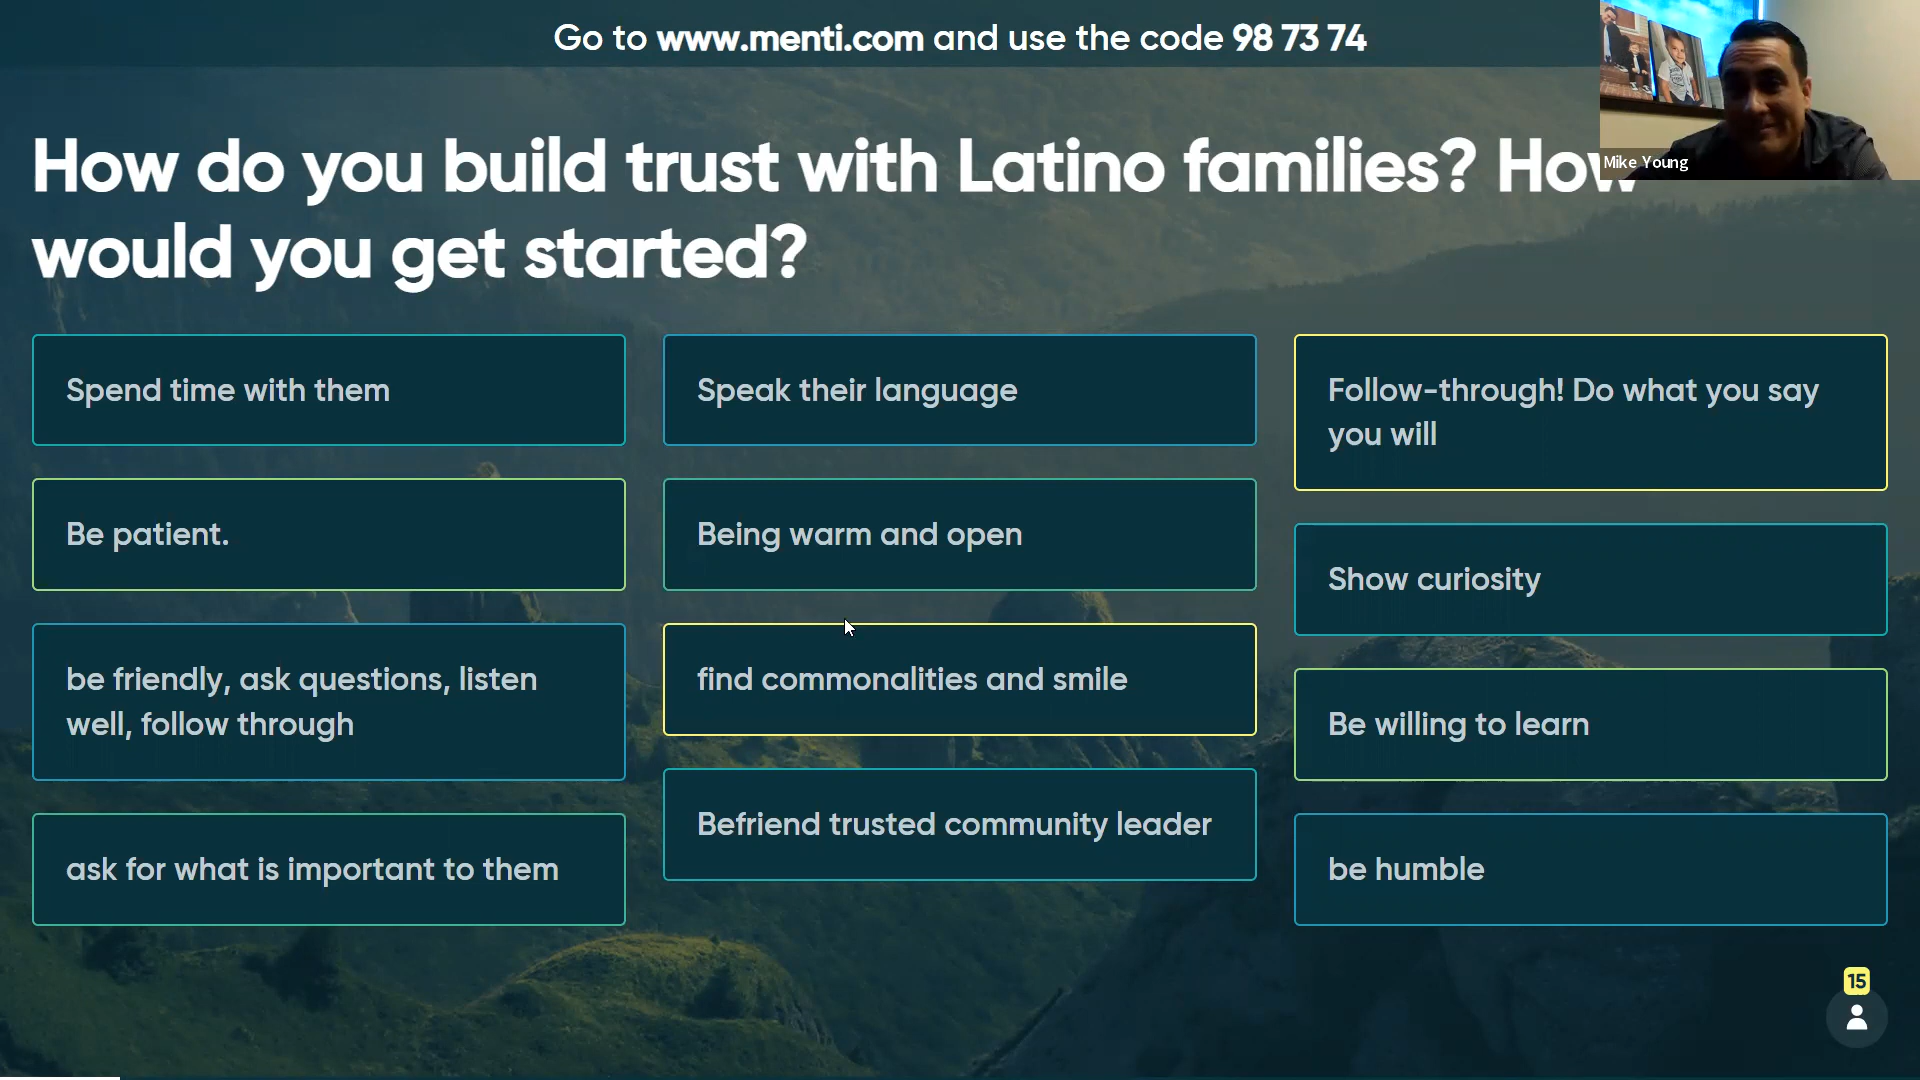 Go to www.menti.com and use the code 98 73 74
Mike Young
How do you build trust with Latino families? How
would you get started?
Spend time with them
Be patient.
be friendly, ask questions, listen
well, follow through
ask for what is important to them
Speak their language
Being warm and open
find commonalities and smile
Befriend trusted community leader
Follow-through! Do what you say
you will
Show curiosity
Be willing to learn
be humble
15